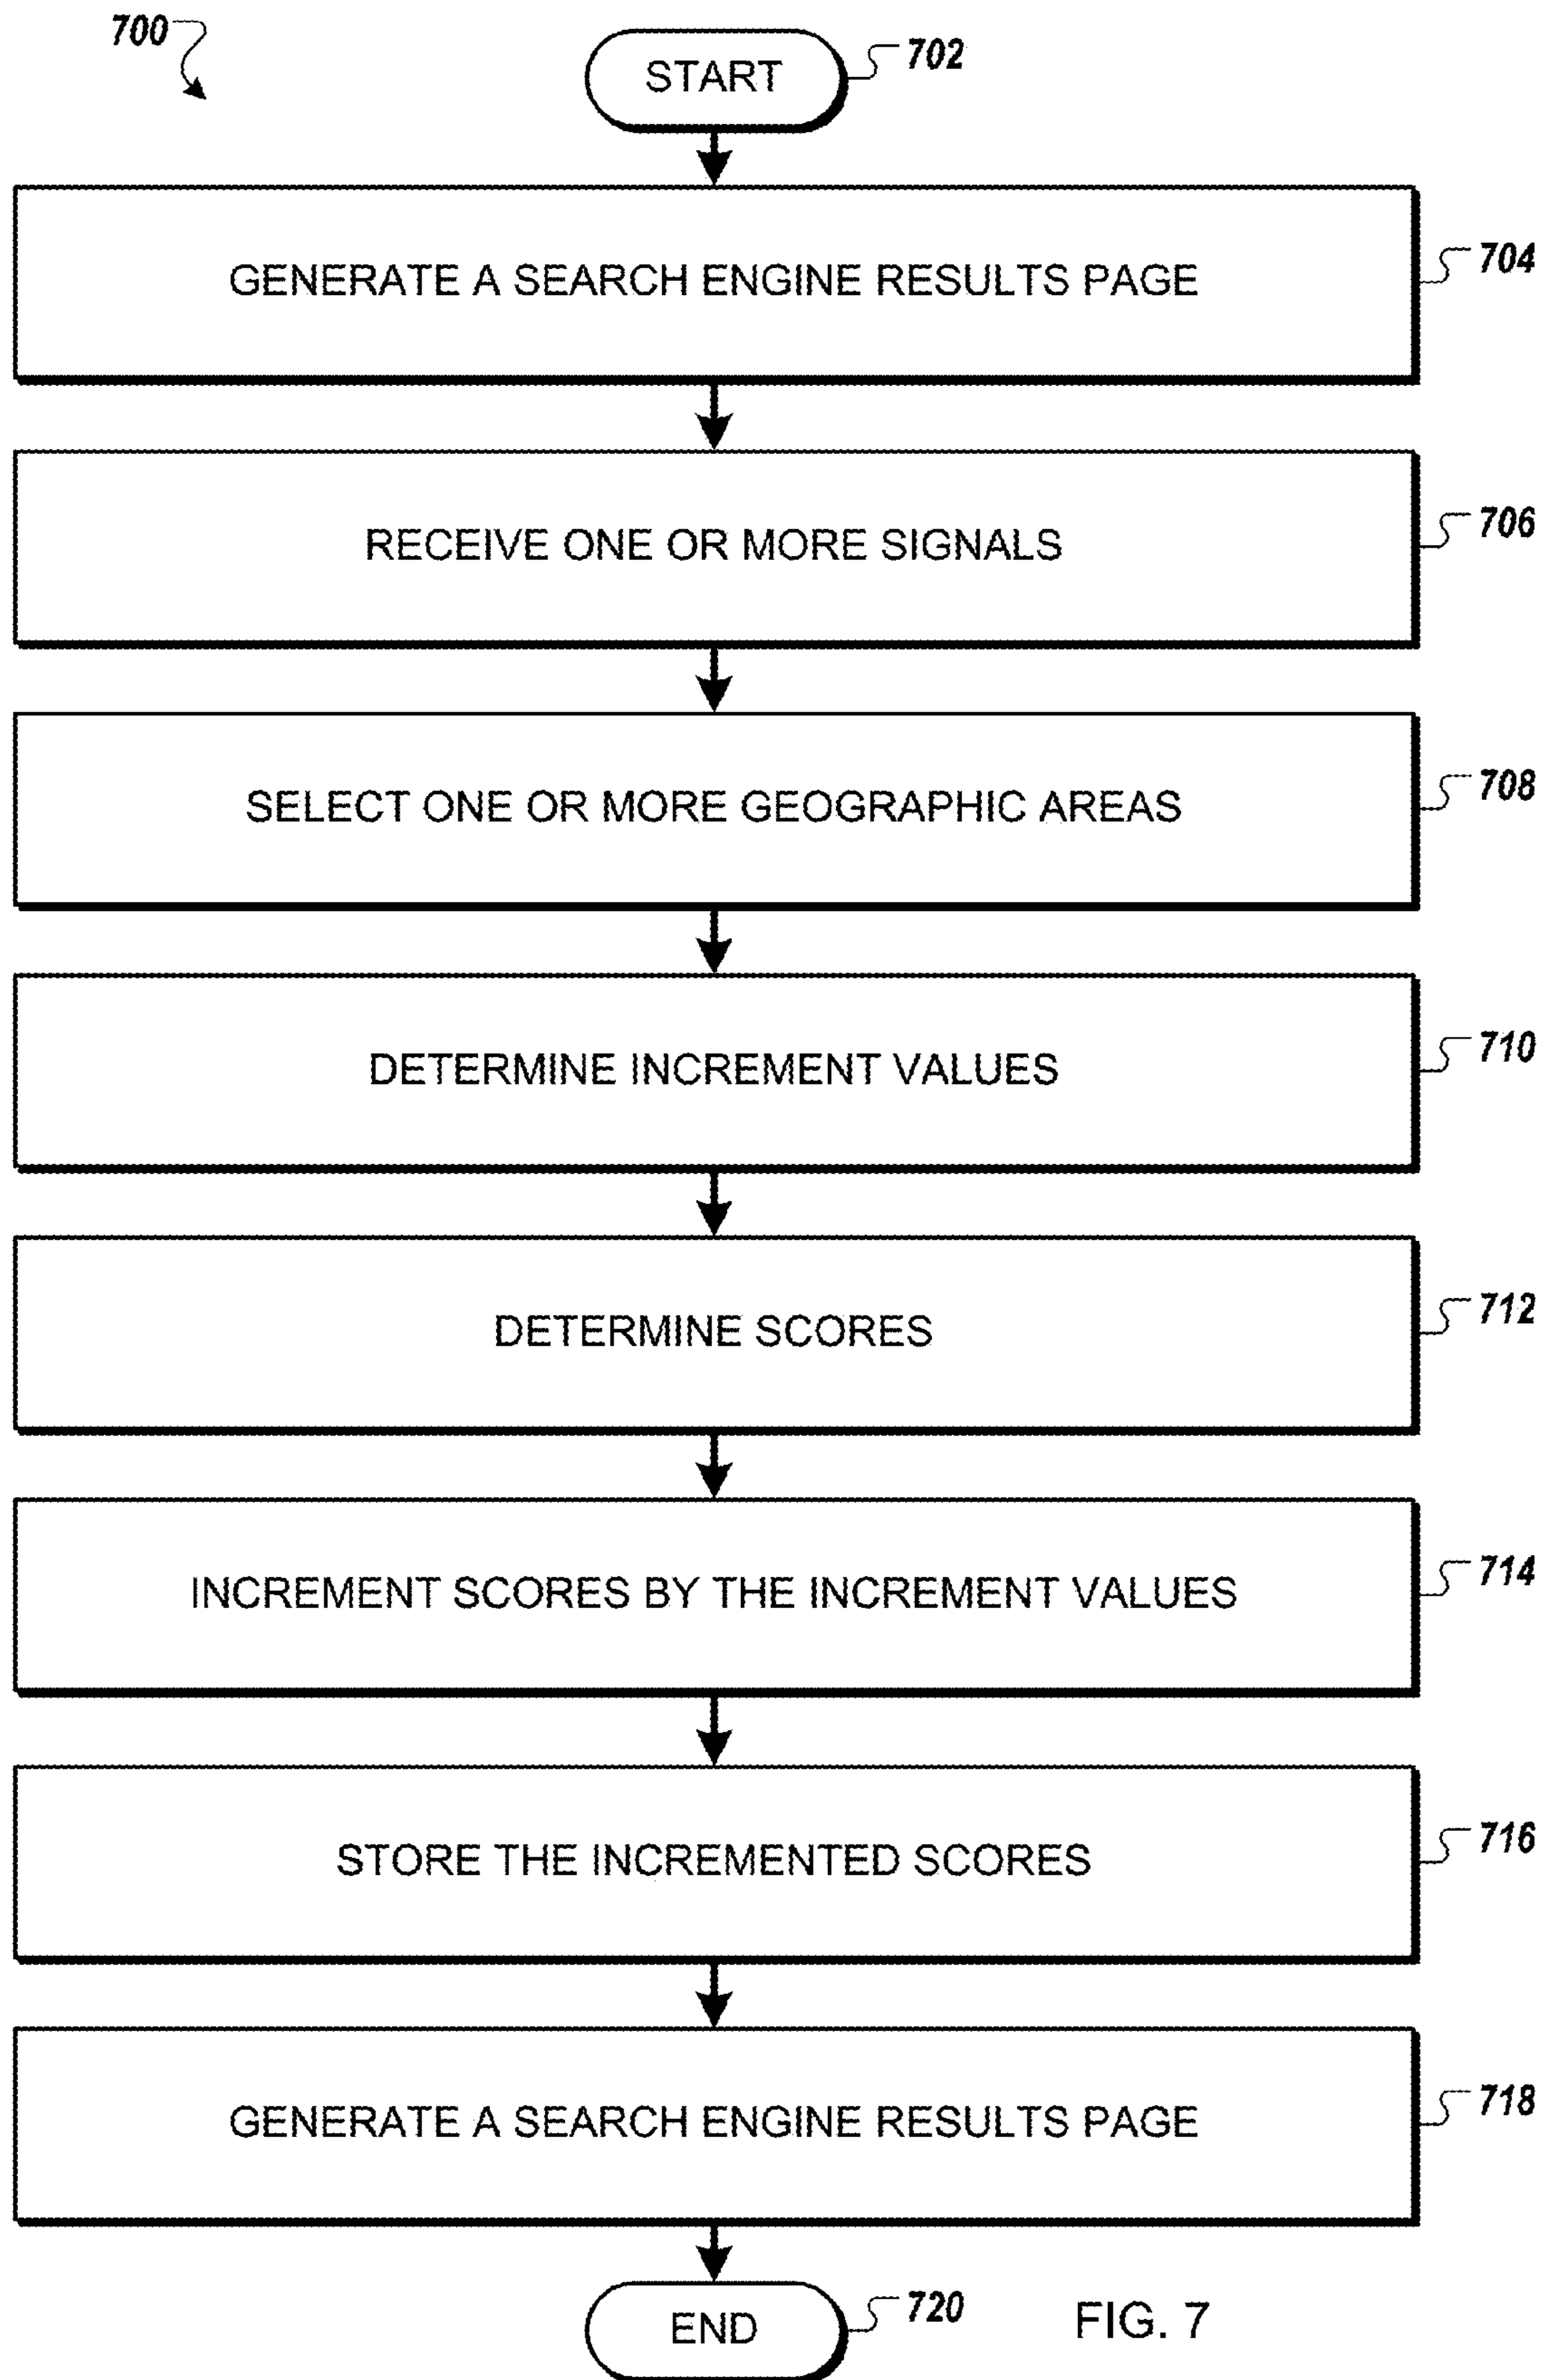 700
START
702
GENERATE A SEARCH ENGINE RESULTS PAGE
704
RECEIVE ONE OR MORE SIGNALS
706
SELECT ONE OR MORE GEOGRAPHIC AREAS
708
DETERMINE INCREMENT VALUES
710
DETERMINE SCORES
712
INCREMENT SCORES BY THE INCREMENT VALUES
714
STORE THE INCREMENTED SCORES
716
GENERATE A SEARCH ENGINE RESULTS PAGE
718
END
720
FIG. 7